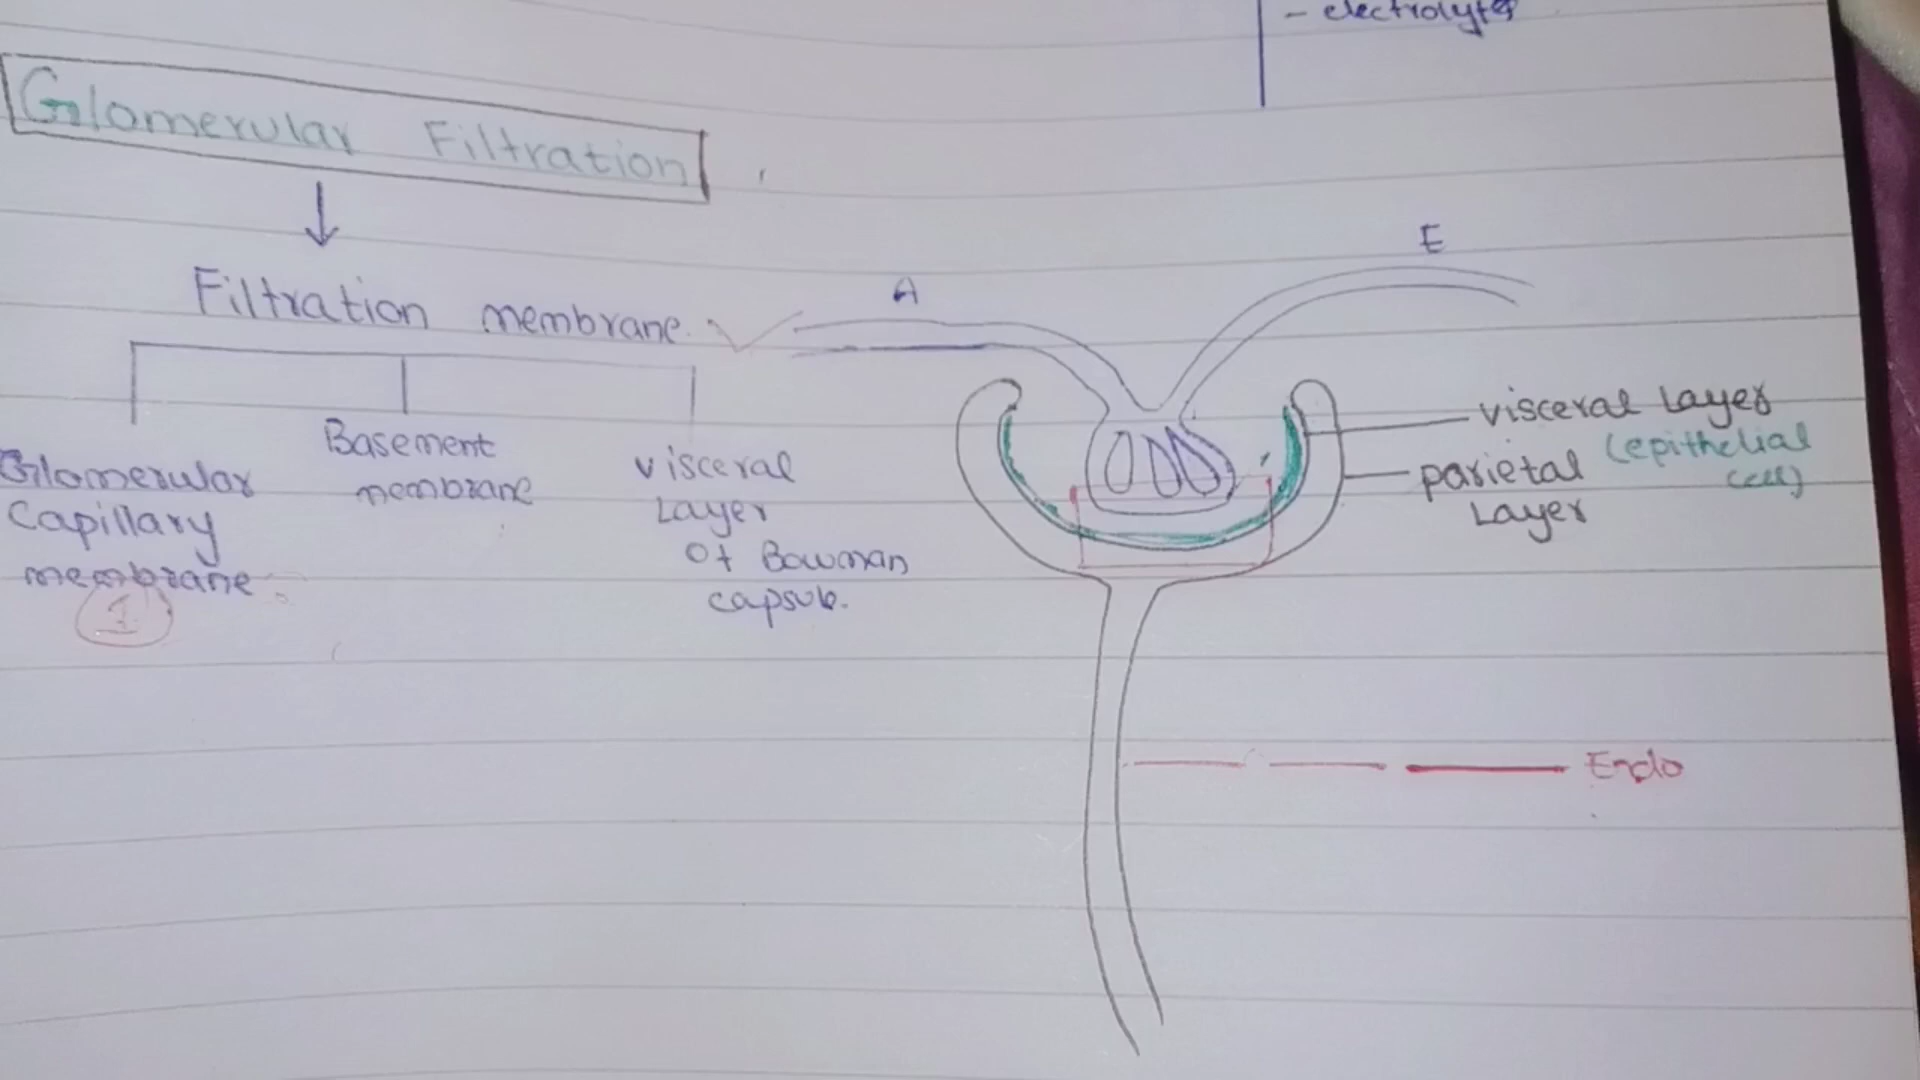 - electrolytes
Glomerular Filtration
Filtration membrane
Glomerular
Capillary
membrane
1
Basement
membrane
visceral
Layer
Of Bowman
capsule.
A
E
visceral Layer
(epithelial
cell)
parietal
Layer
Endo